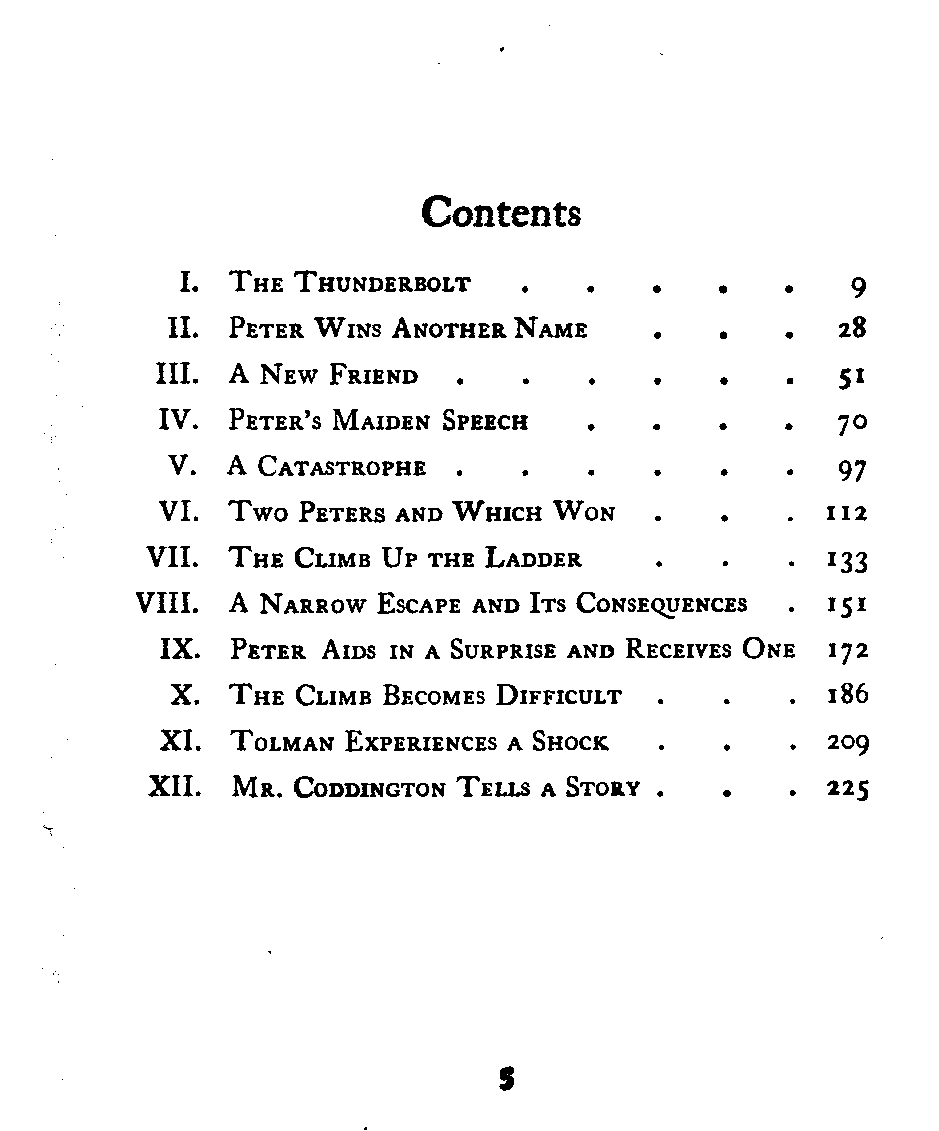 Contents
I. The Thunderbolt . . . . . 9
II. Peter Wins Another Name . . . 28
III. A New Friend . . . . . . 51
IV. Peter's Maiden Speech . . . . 70
V. A Catastrophe . . . . . . 97
VI. Two Peters and Which Won . . . 112
VII. The Climb Up the Ladder . . . 133
VIII. A Narrow Escape and Its Consequences . 151
IX. Peter Aids in a Surprise and Receives One 172
X. The Climb Becomes Difficult . . . 186
XI. Tolman Experiences a Shock . . . 209
XII. Mr. Coddington Tells a Story . . . 225
5